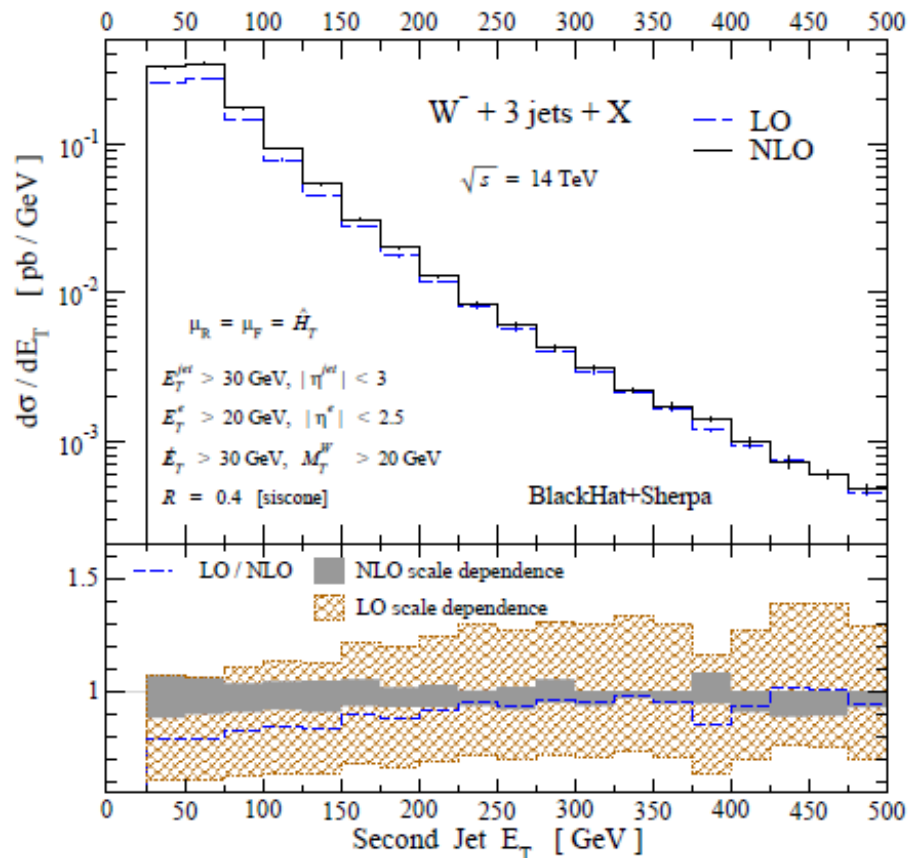 0 50 100 150 200 250 300 350 400 450 500
W⁻ + 3 jets + X
LO
NLO
√s = 14 TeV
10⁻¹
10⁻²
10⁻³
dσ / dE_T [ pb / GeV ]
μ_R = μ_F = Ĥ_T
E_T^jet > 30 GeV, | η^jet | < 3
E_T^e > 20 GeV, | η^e | < 2.5
E̸_T > 30 GeV, M_T^W > 20 GeV
R = 0.4 [siscone]
BlackHat+Sherpa
1.5
1
LO / NLO
NLO scale dependence
LO scale dependence
0 50 100 150 200 250 300 350 400 450 500
Second Jet E_T [ GeV ]